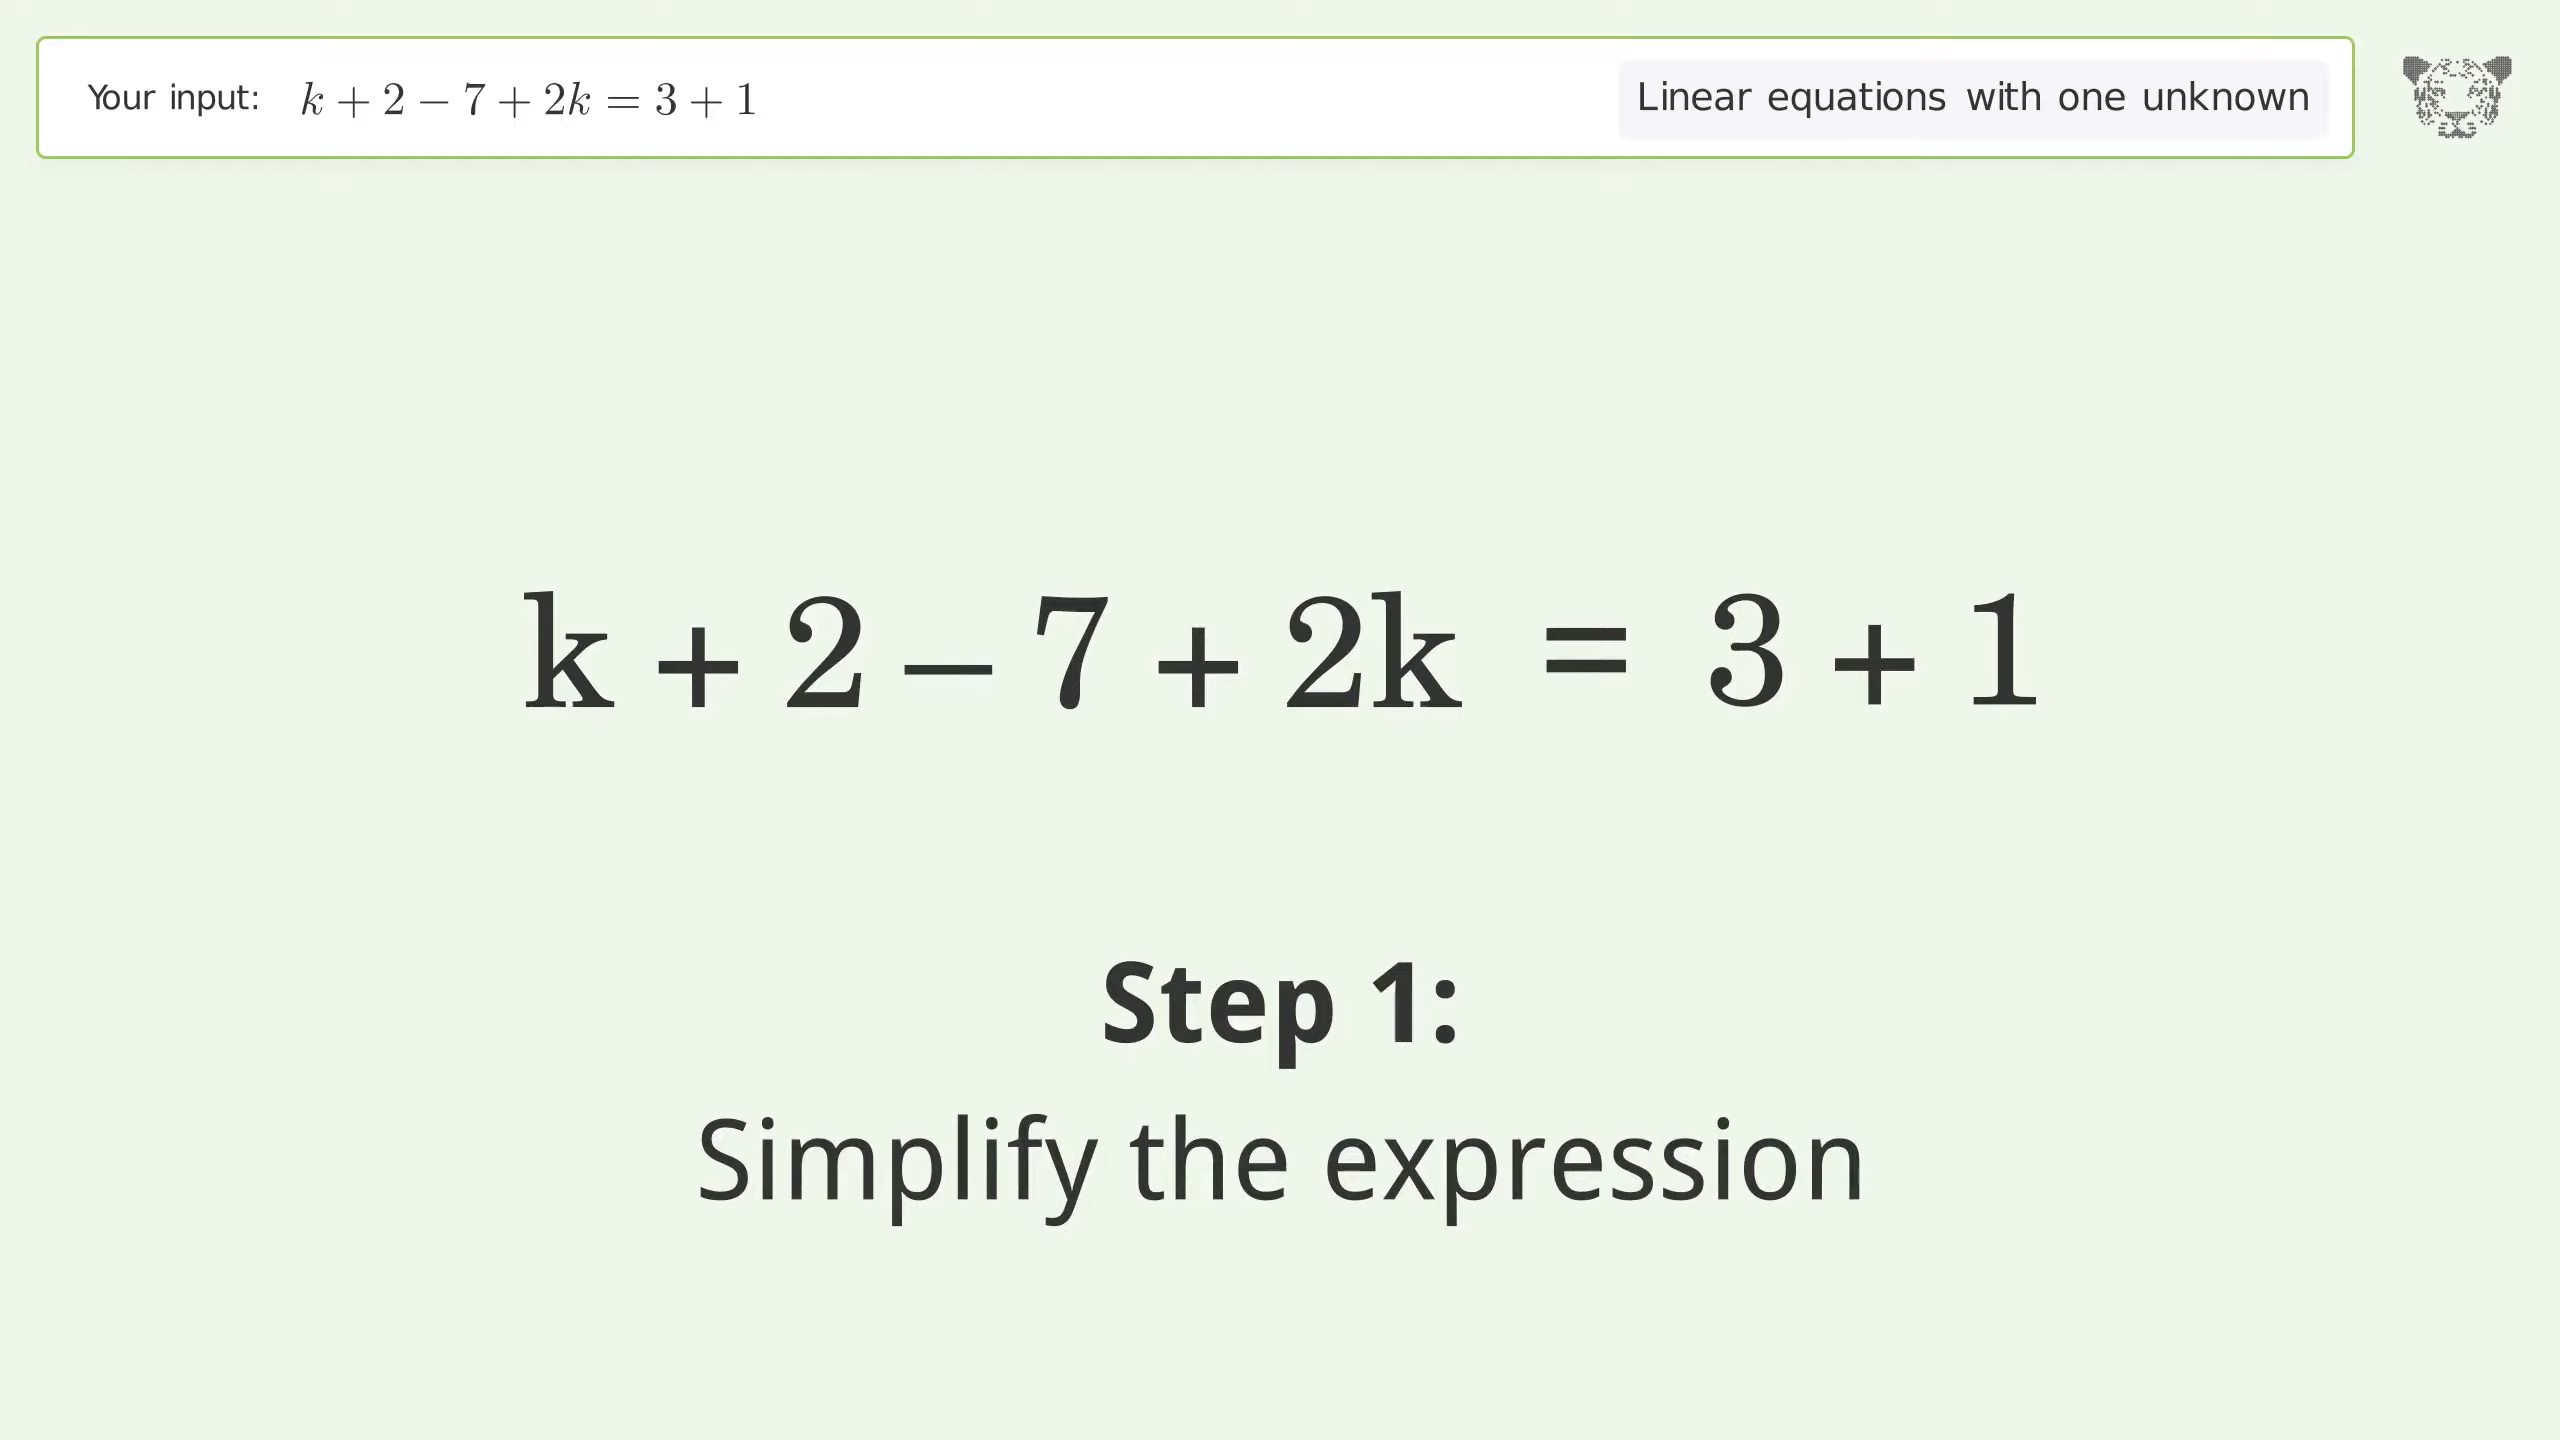 Your input: k + 2 − 7 + 2k = 3 + 1 Linear equations with one unknown
k + 2 − 7 + 2k = 3 + 1
Step 1:
Simplify the expression